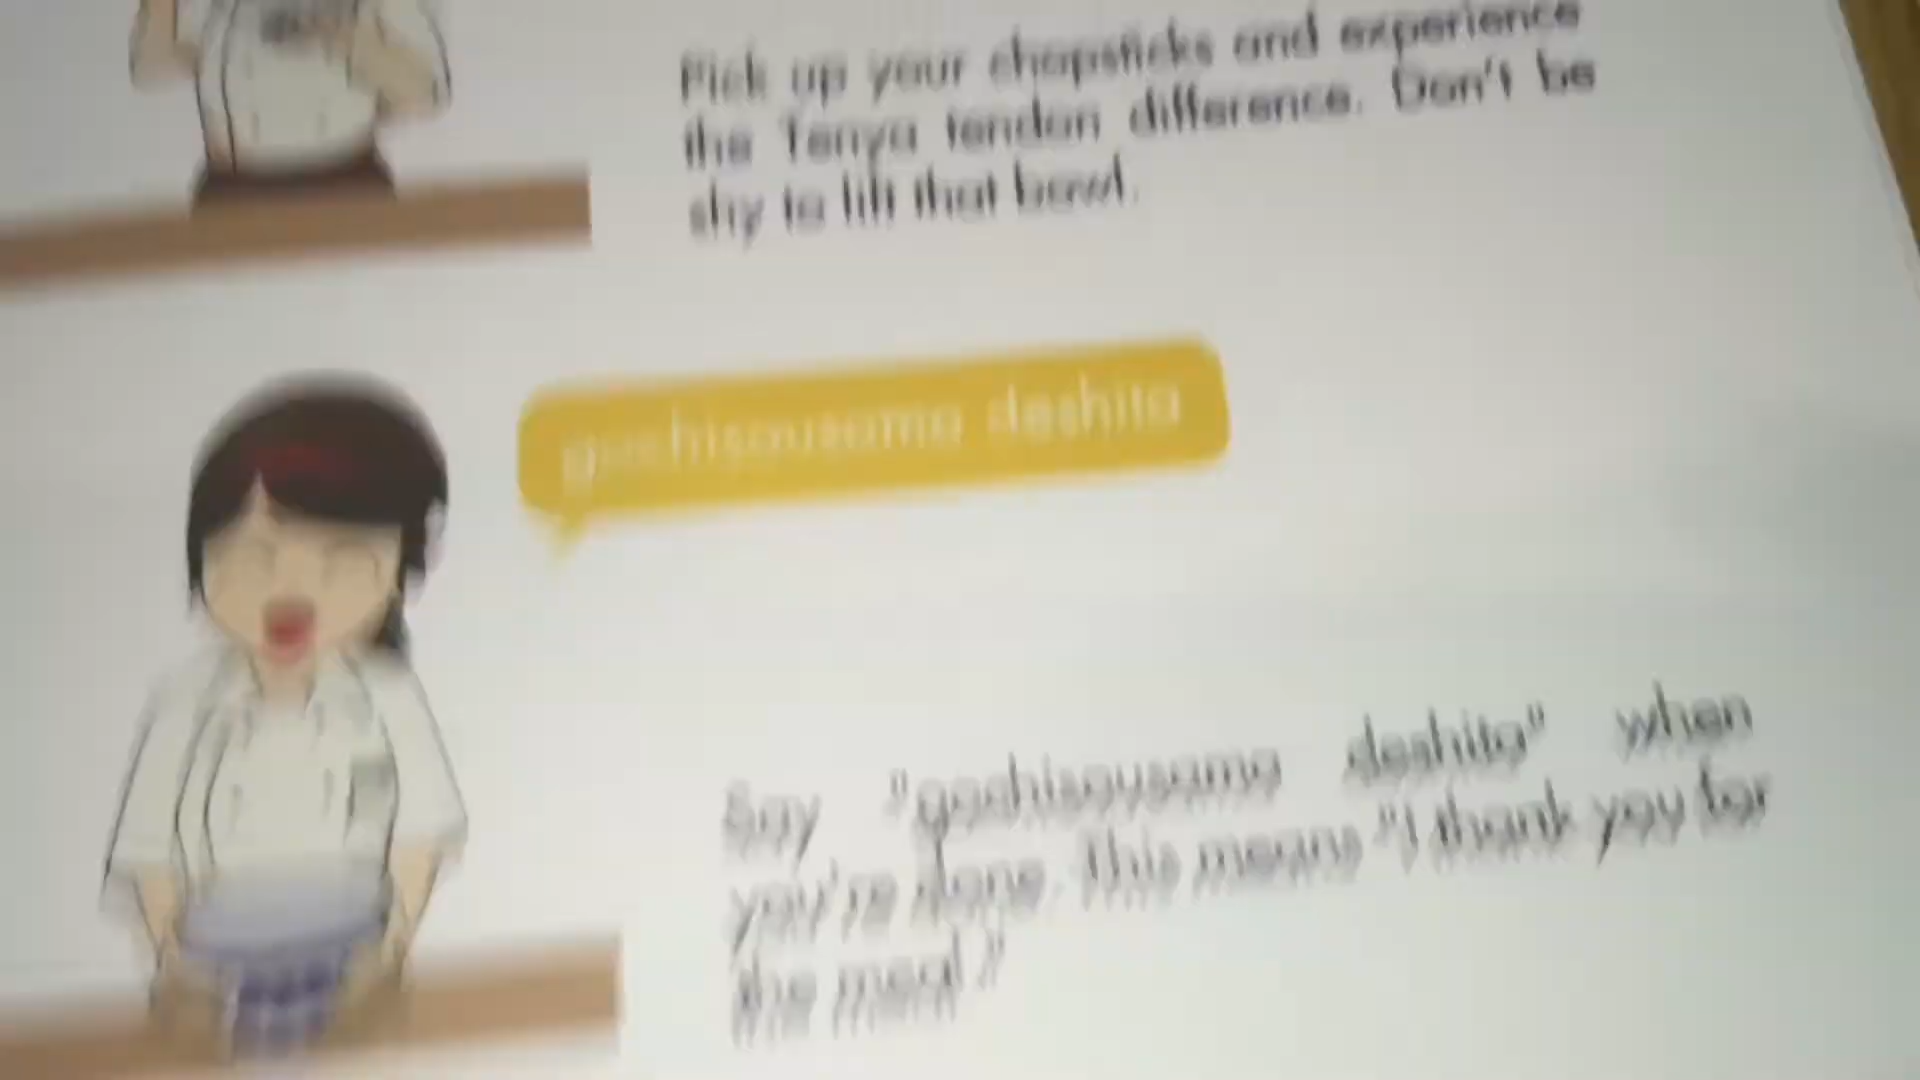 Pick up your chopsticks and experience
the Tenya tendon difference. Don't be
shy to lift that bowl.
gochisousama deshita
Say "gochisousama deshita" when
you're done. This means "I thank you for
the meal."